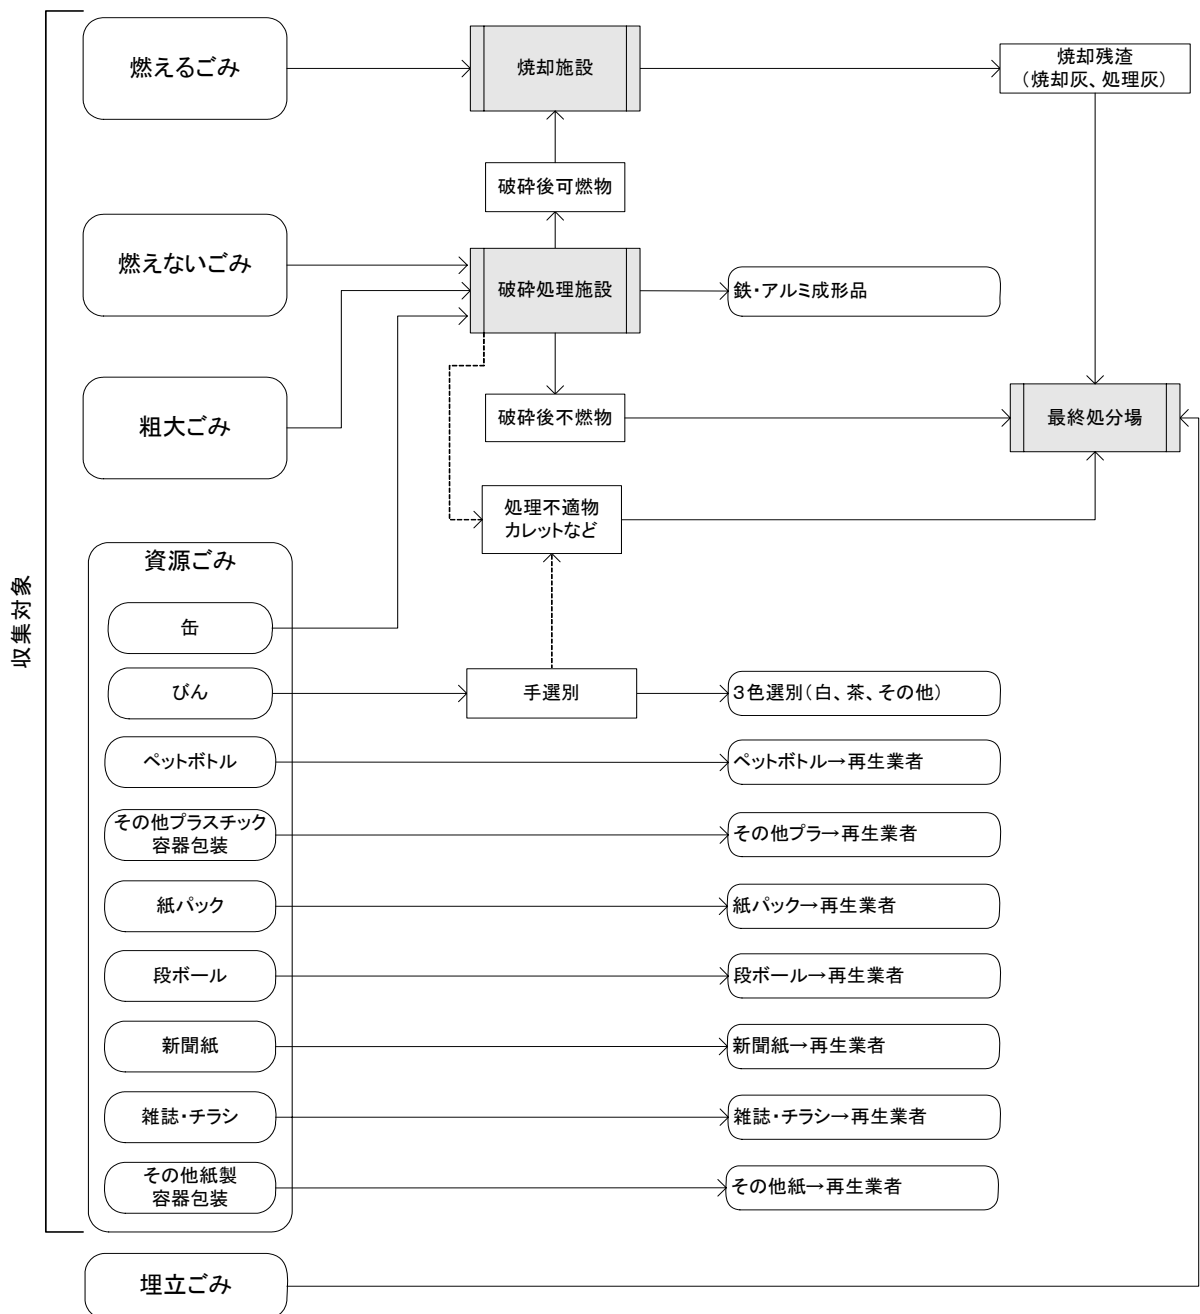 燃えるごみ
焼却施設
焼却残渣
（焼却灰、処理灰）
破砕後可燃物
燃えないごみ
破砕処理施設
鉄・アルミ成形品
粗大ごみ
破砕後不燃物
最終処分場
処理不適物
カレットなど
収集対象
資源ごみ
缶
びん
手選別
３色選別（白、茶、その他）
ペットボトル
ペットボトル→再生業者
その他プラスチック
容器包装
その他プラ→再生業者
紙パック
紙パック→再生業者
段ボール
段ボール→再生業者
新聞紙
新聞紙→再生業者
雑誌・チラシ
雑誌・チラシ→再生業者
その他紙製
容器包装
その他紙→再生業者
埋立ごみ